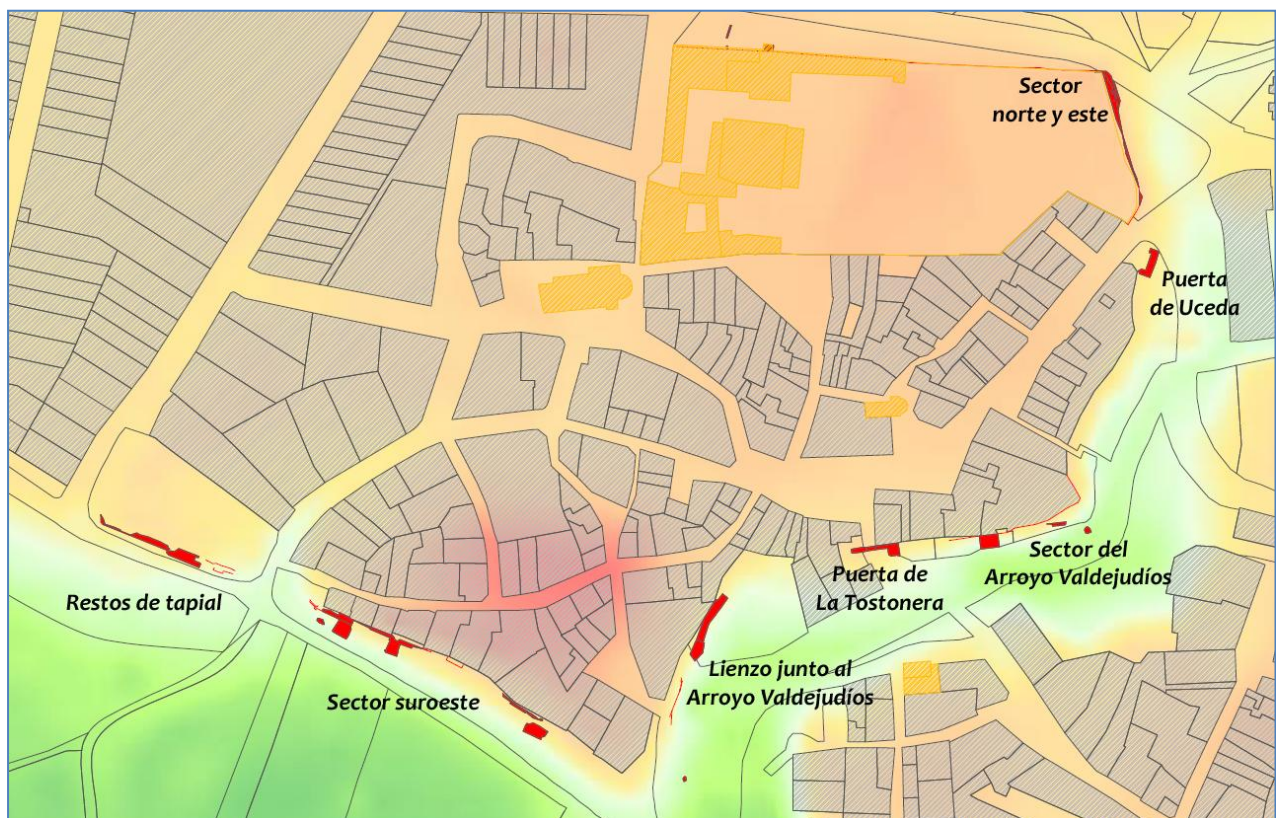 Sector
norte y este
Puerta
de Uceda
Sector del
Arroyo Valdejudíos
Puerta de
La Tostonera
Restos de tapial
Lienzo junto al
Arroyo Valdejudíos
Sector suroeste